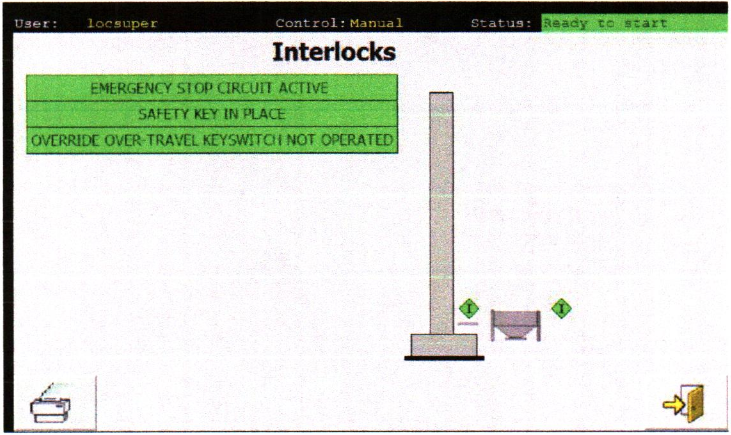 User: locsuper Control: Manual Status: Ready to start
Interlocks
EMERGENCY STOP CIRCUIT ACTIVE
SAFETY KEY IN PLACE
OVERRIDE OVER-TRAVEL KEYSWITCH NOT OPERATED
I I